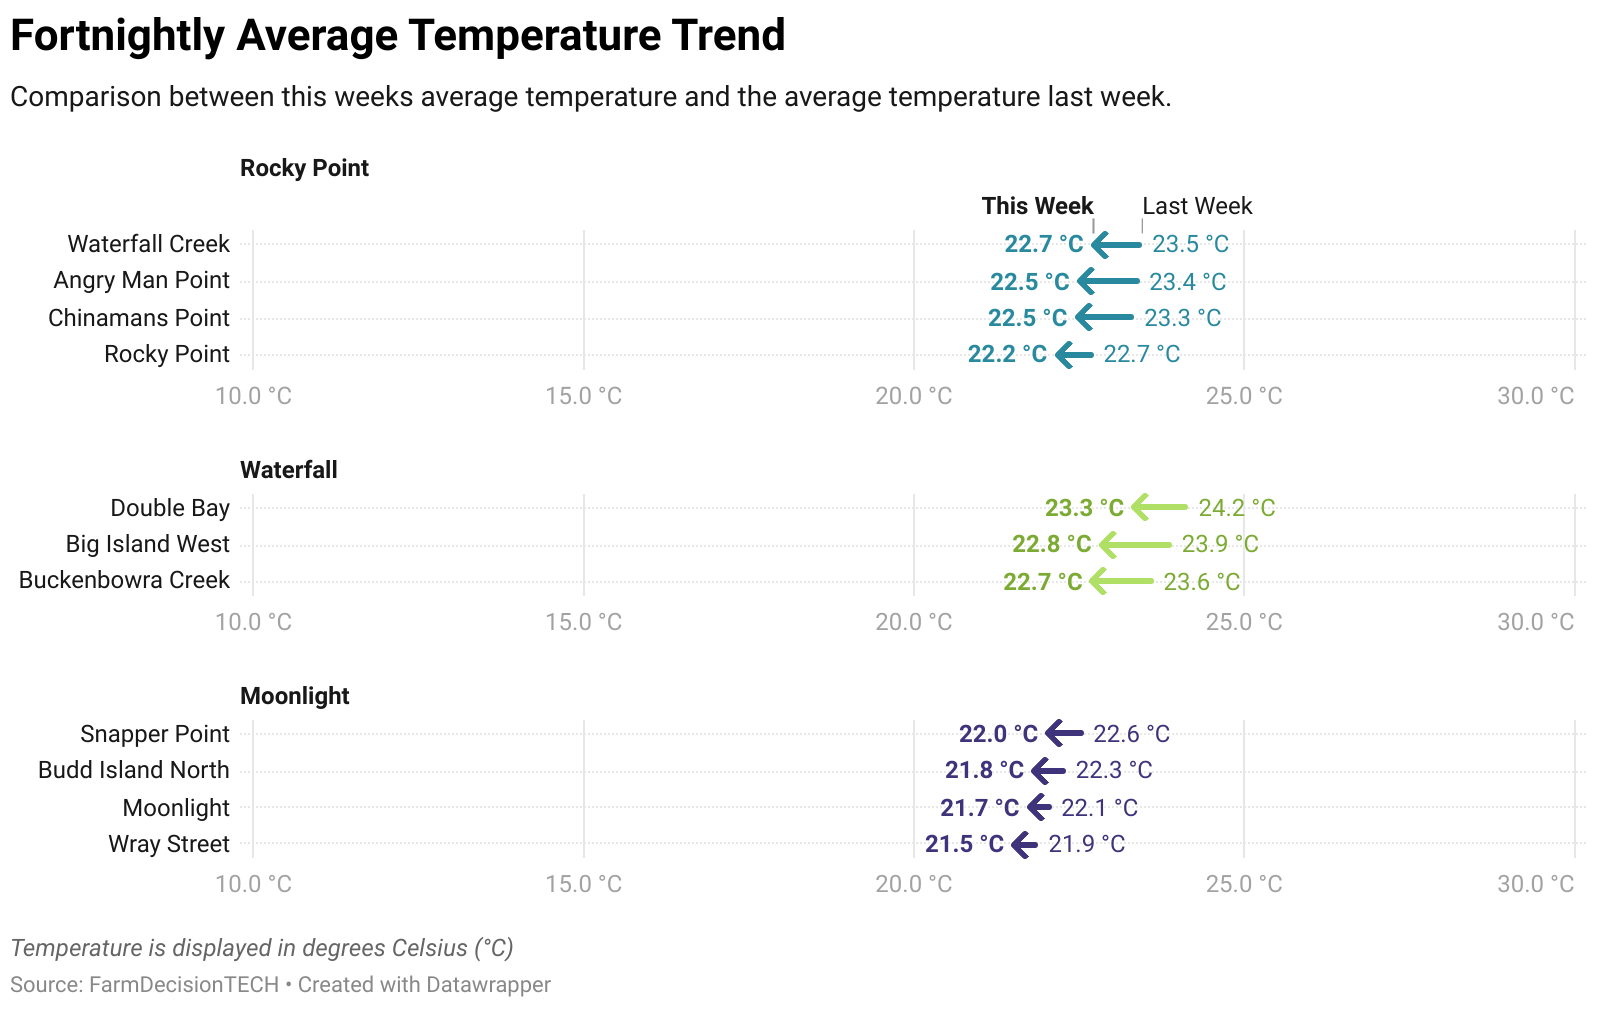 Fortnightly Average Temperature Trend
Comparison between this weeks average temperature and the average temperature last week.
Rocky Point
This Week Last Week
Waterfall Creek 22.7 °C 23.5 °C
Angry Man Point 22.5 °C 23.4 °C
Chinamans Point 22.5 °C 23.3 °C
Rocky Point 22.2 °C 22.7 °C
10.0 °C 15.0 °C 20.0 °C 25.0 °C 30.0 °C
Waterfall
Double Bay 23.3 °C 24.2 °C
Big Island West 22.8 °C 23.9 °C
Buckenbowra Creek 22.7 °C 23.6 °C
10.0 °C 15.0 °C 20.0 °C 25.0 °C 30.0 °C
Moonlight
Snapper Point 22.0 °C 22.6 °C
Budd Island North 21.8 °C 22.3 °C
Moonlight 21.7 °C 22.1 °C
Wray Street 21.5 °C 21.9 °C
10.0 °C 15.0 °C 20.0 °C 25.0 °C 30.0 °C
Temperature is displayed in degrees Celsius (°C)
Source: FarmDecisionTECH • Created with Datawrapper